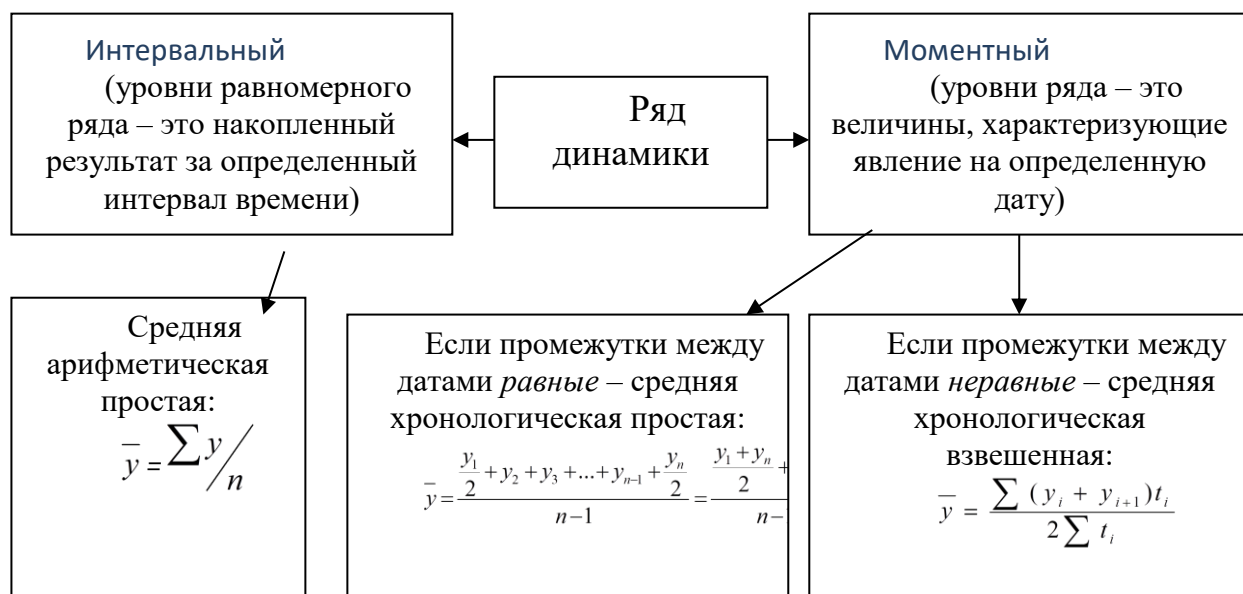 Интервальный
(уровни равномерного
ряда – это накопленный
результат за определенный
интервал времени)
Ряд
динамики
Моментный
(уровни ряда – это
величины, характеризующие
явление на определенную
дату)
Средняя
арифметическая
простая:
y̅ = ∑ y / n
Если промежутки между
датами равные – средняя
хронологическая простая:
y̅ = (y₁/2 + y₂ + y₃ + ... + yₙ₋₁ + yₙ/2) / (n−1) = ((y₁ + yₙ)/2 + / n−
Если промежутки между
датами неравные – средняя
хронологическая
взвешенная:
y̅ = ∑ (yᵢ + yᵢ₊₁)tᵢ / 2∑ tᵢ